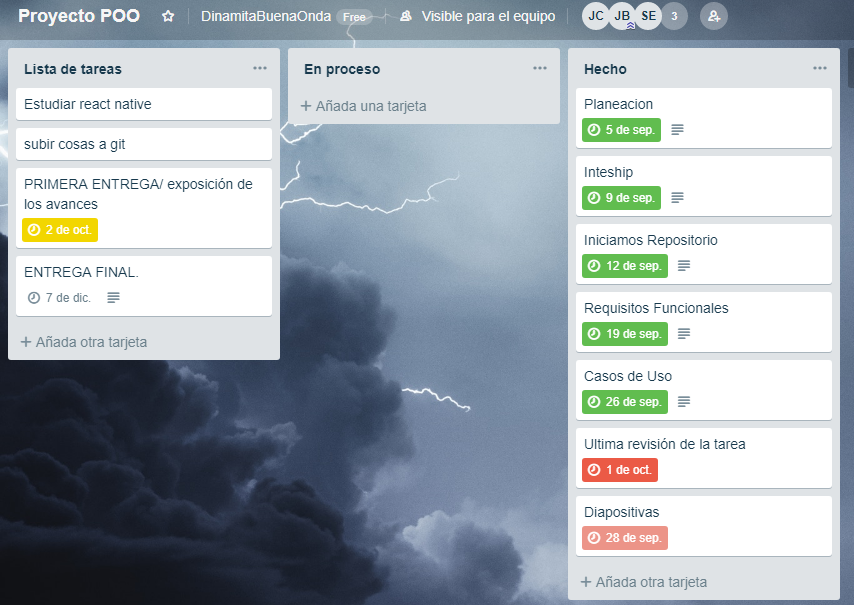 Proyecto POO
DinamitaBuenaOnda Free
Visible para el equipo
JC JB SE 3
Lista de tareas
Estudiar react native
subir cosas a git
PRIMERA ENTREGA/ exposición de
los avances
2 de oct.
ENTREGA FINAL.
7 de dic.
+ Añada otra tarjeta
En proceso
+ Añada una tarjeta
Hecho
Planeacion
5 de sep.
Inteship
9 de sep.
Iniciamos Repositorio
12 de sep.
Requisitos Funcionales
19 de sep.
Casos de Uso
26 de sep.
Ultima revisión de la tarea
1 de oct.
Diapositivas
28 de sep.
+ Añada otra tarjeta